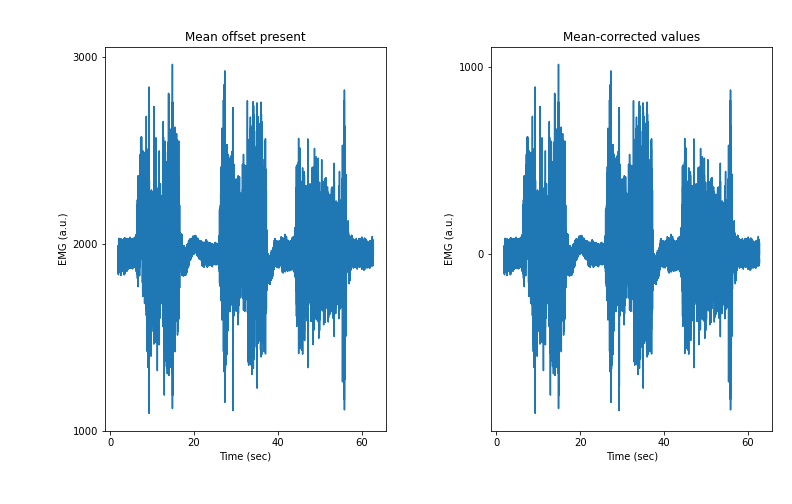 Mean offset present
Mean-corrected values
3000
2000
1000
EMG (a.u.)
0 20 40 60
Time (sec)
1000
0
EMG (a.u.)
0 20 40 60
Time (sec)